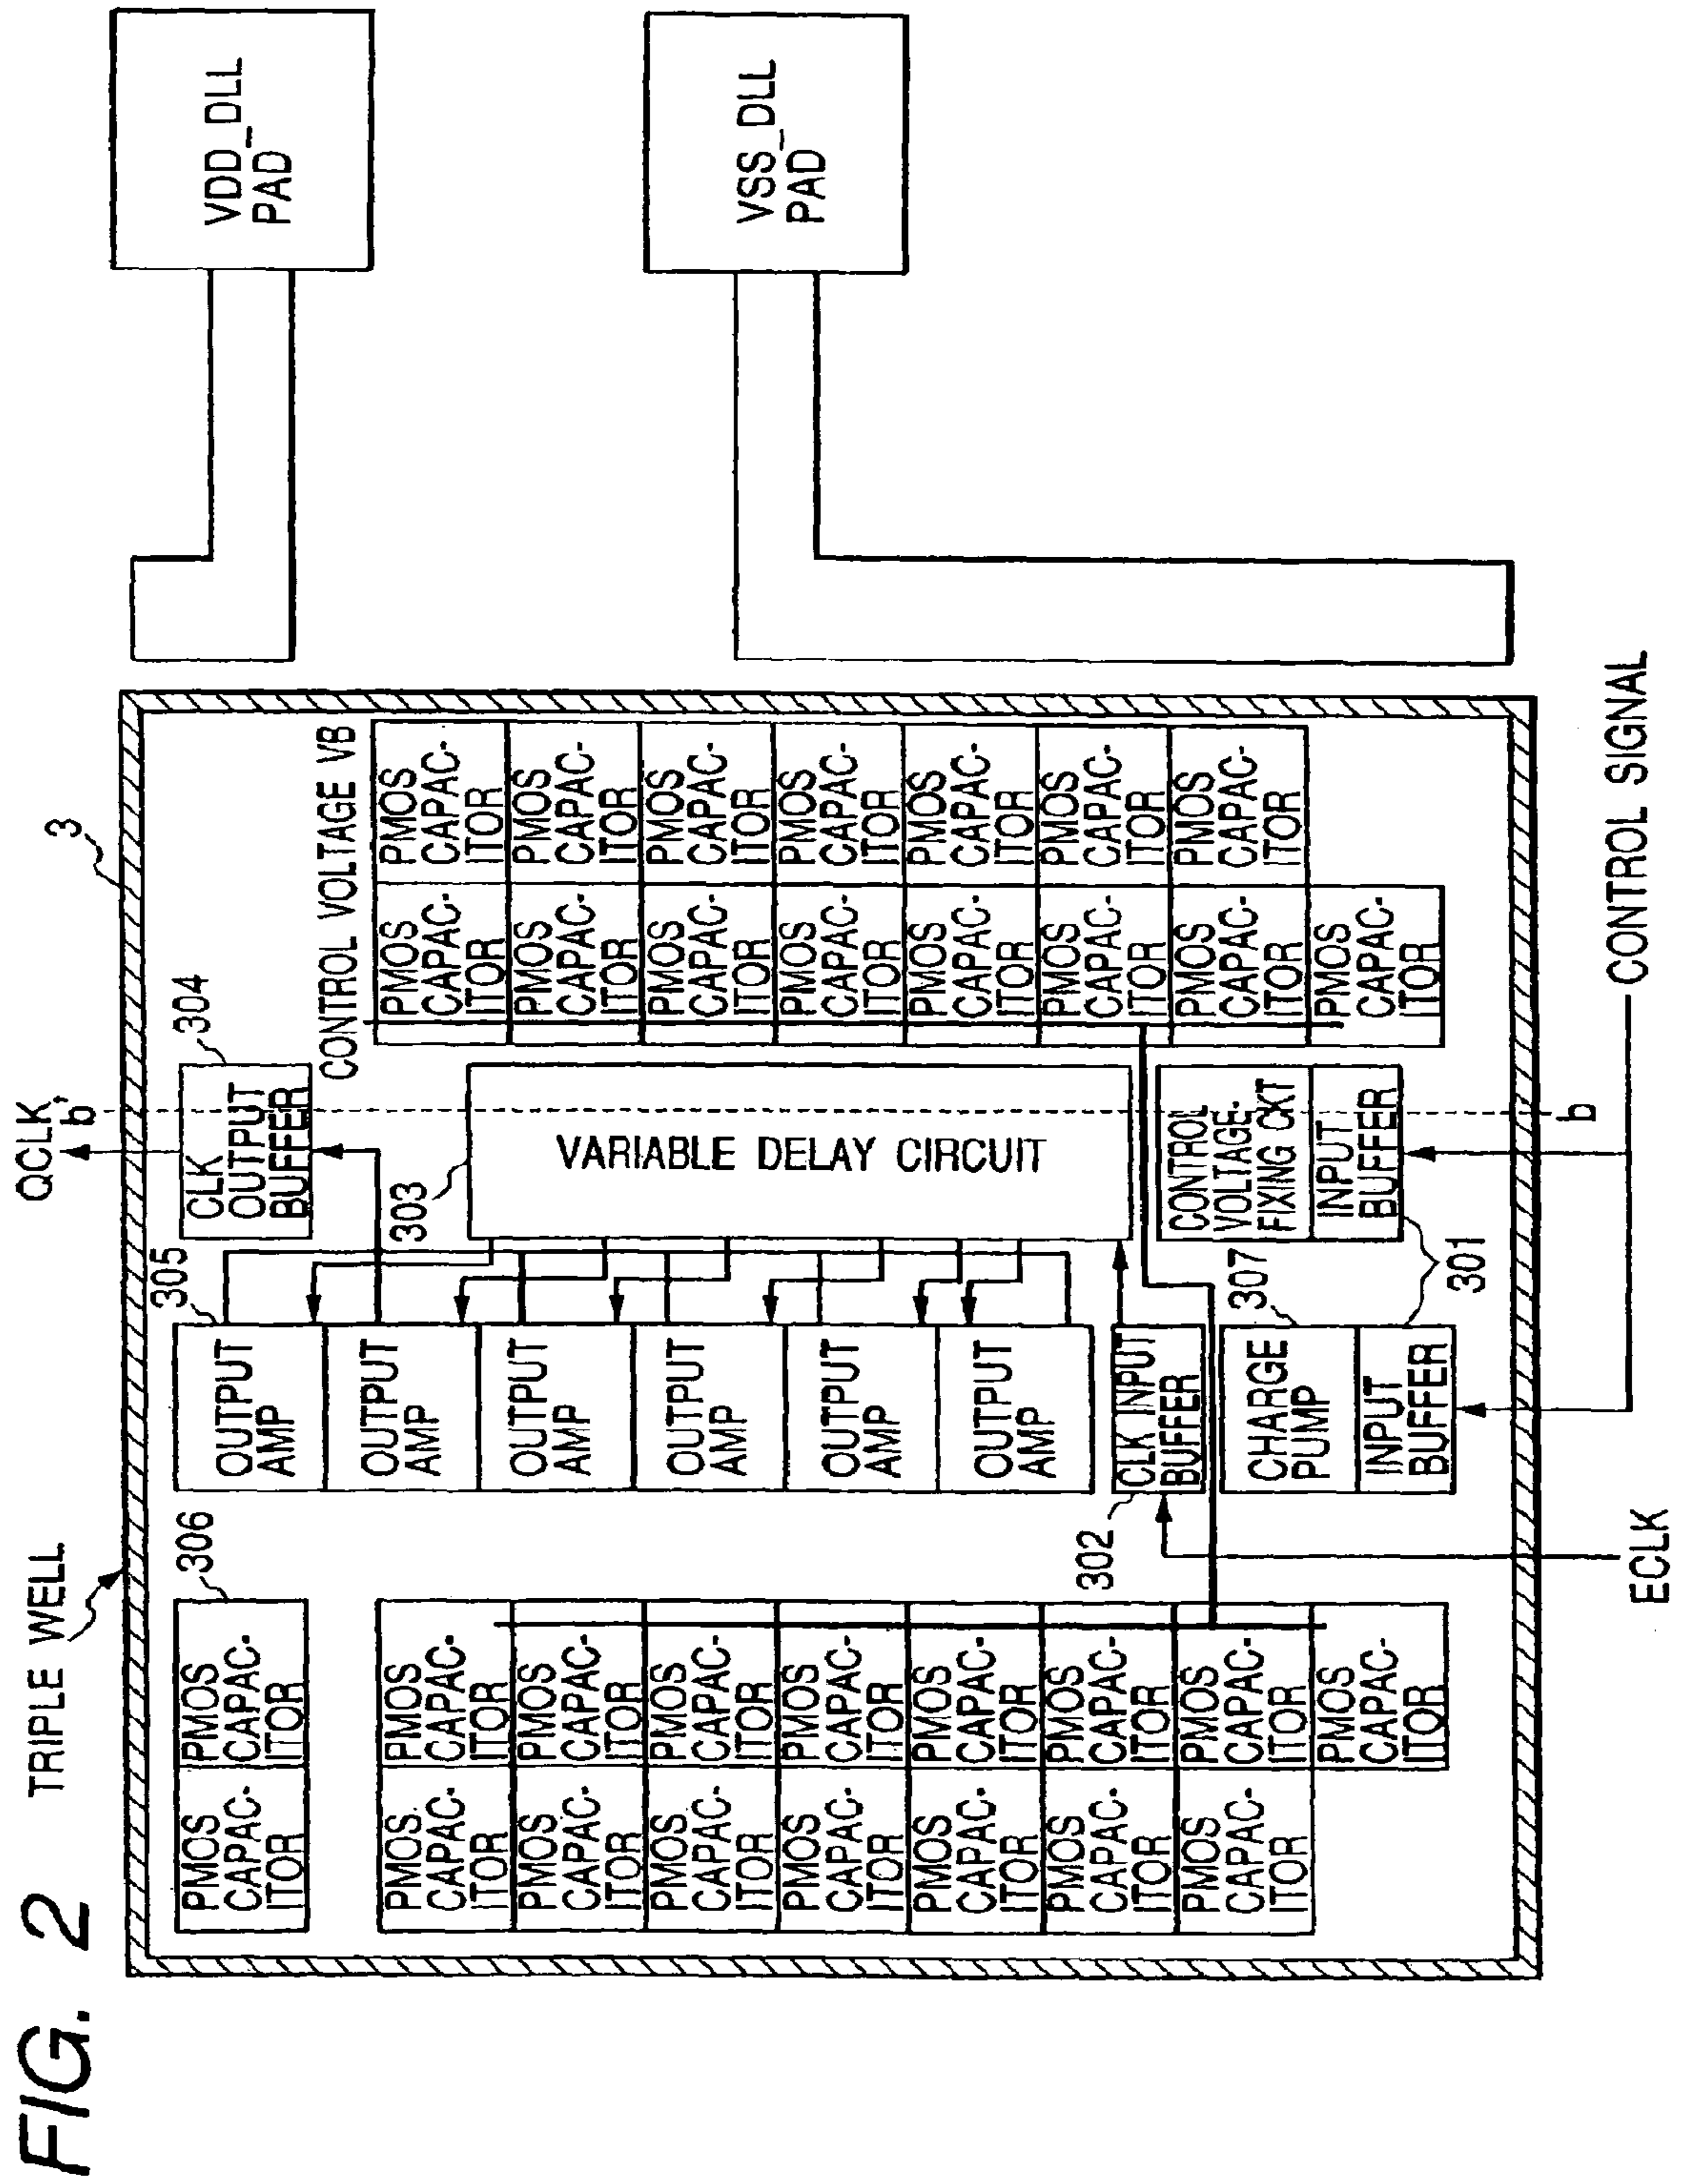 FIG. 2
TRIPLE WELL
3
QCLK
b'
304
305
306
CLK
OUTPUT
BUFFER
CONTROL VOLTAGE VB
VDD_DLL
PAD
VSS_DLL
PAD
PMOS
CAPAC-
ITOR
PMOS
CAPAC-
ITOR
PMOS
CAPAC-
ITOR
PMOS
CAPAC-
ITOR
PMOS
CAPAC-
ITOR
PMOS
CAPAC-
ITOR
PMOS
CAPAC-
ITOR
PMOS
CAPAC-
ITOR
PMOS
CAPAC-
ITOR
PMOS
CAPAC-
ITOR
PMOS
CAPAC-
ITOR
PMOS
CAPAC-
ITOR
PMOS
CAPAC-
ITOR
PMOS
CAPAC-
ITOR
PMOS
CAPAC-
ITOR
PMOS
CAPAC-
ITOR
PMOS
CAPAC-
ITOR
OUTPUT
AMP
OUTPUT
AMP
OUTPUT
AMP
OUTPUT
AMP
OUTPUT
AMP
OUTPUT
AMP
303
VARIABLE DELAY CIRCUIT
302
CLK INPUT
BUFFER
307
CHARGE
PUMP
INPUT
BUFFER
CONTROL
VOLTAGE-
FIXING CKT
INPUT
BUFFER
301
PMOS
CAPAC-
ITOR
PMOS
CAPAC-
ITOR
PMOS
CAPAC-
ITOR
PMOS
CAPAC-
ITOR
PMOS
CAPAC-
ITOR
PMOS
CAPAC-
ITOR
PMOS
CAPAC-
ITOR
PMOS
CAPAC-
ITOR
PMOS
CAPAC-
ITOR
PMOS
CAPAC-
ITOR
PMOS
CAPAC-
ITOR
PMOS
CAPAC-
ITOR
PMOS
CAPAC-
ITOR
PMOS
CAPAC-
ITOR
PMOS
CAPAC-
ITOR
b
ECLK
CONTROL SIGNAL